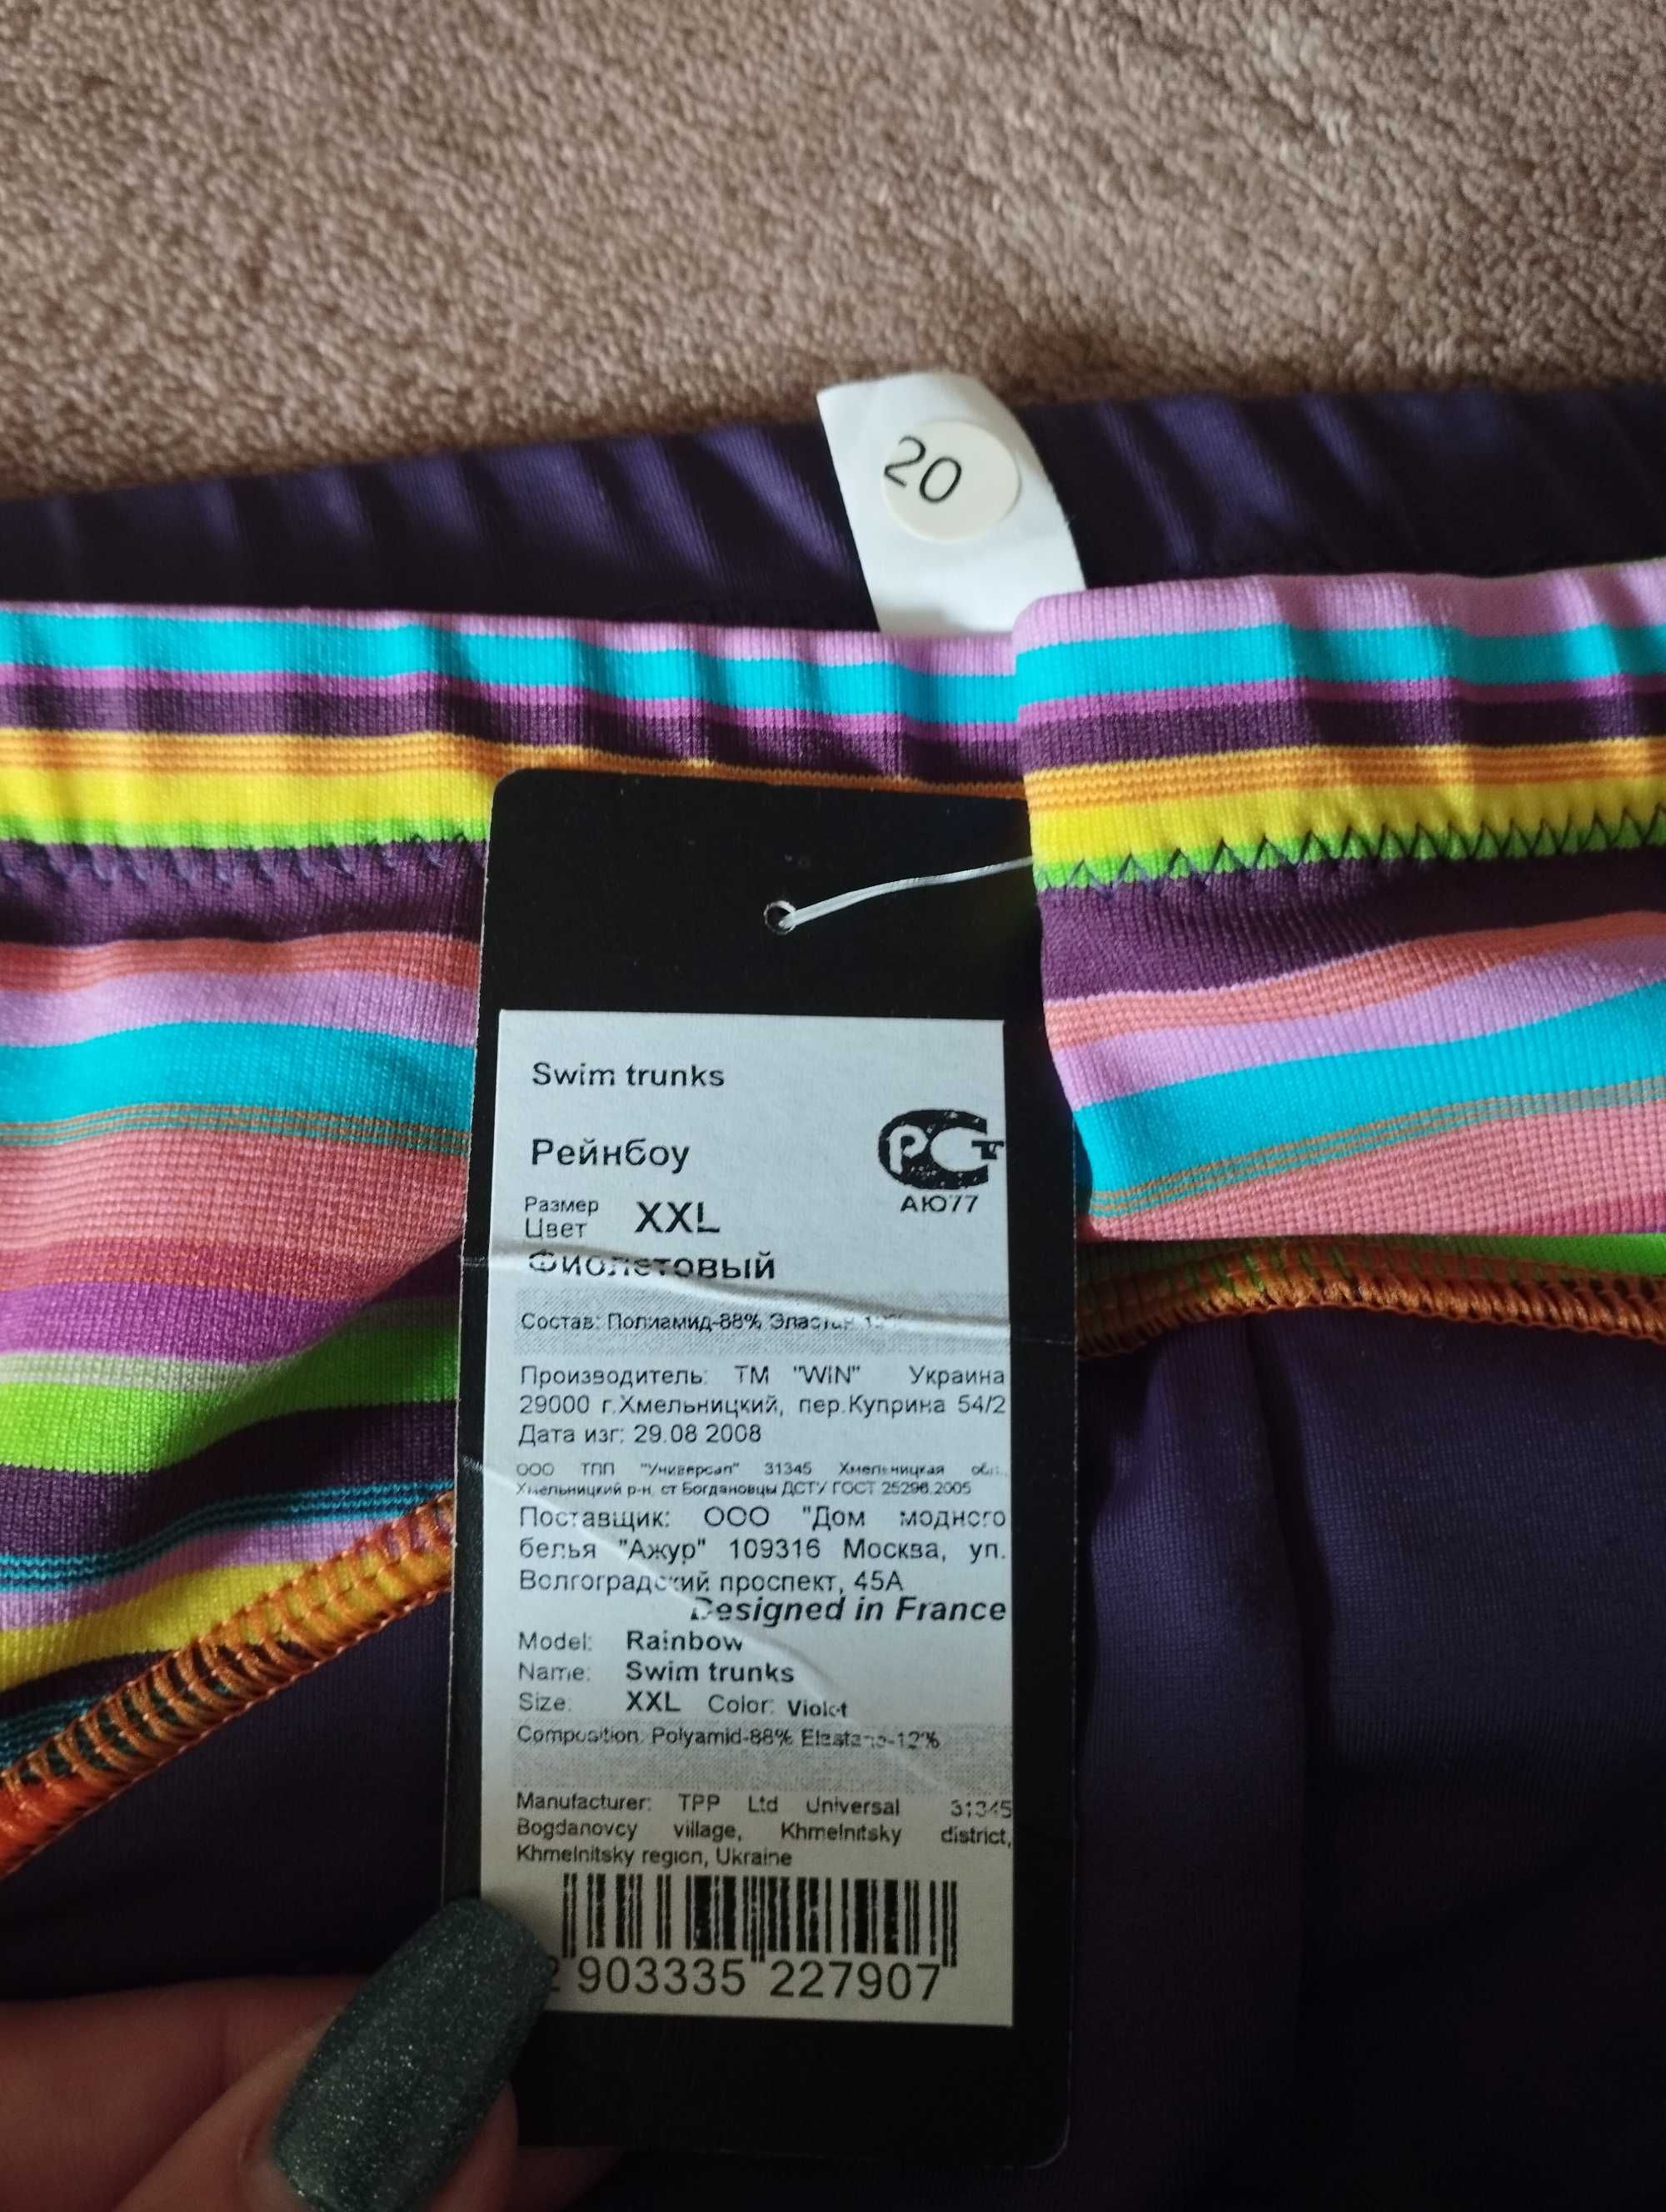 20
Swim trunks
Рейнбоу
РС
АЮ77
Размер
Цвет
XXL
Фиолетовый
Состав: Полиамид-88%
Производитель: ТМ "WIN" Украина
29000 г.Хмельницкий, пер.Куприна 54/2
Дата изг: 29.08 2008
ООО ТПП "Универсал" 31345 Хмельницкая обл.,
Хмельницкий р-н, ст Богдановцы ДСТУ ГОСТ 25296.2005
Поставщик: ООО "Дом модного
белья "Ажур" 109316 Москва, ул.
Волгоградский проспект, 45А
Designed in France
Model: Rainbow
Name: Swim trunks
Size: XXL Color: Violet
Composition. Polyamid-88% Elastane-12%
Manufacturer: TPP Ltd Universal 31345
Bogdanovcy village, Khmelnitsky district,
Khmelnitsky region, Ukraine
2 903335 227907